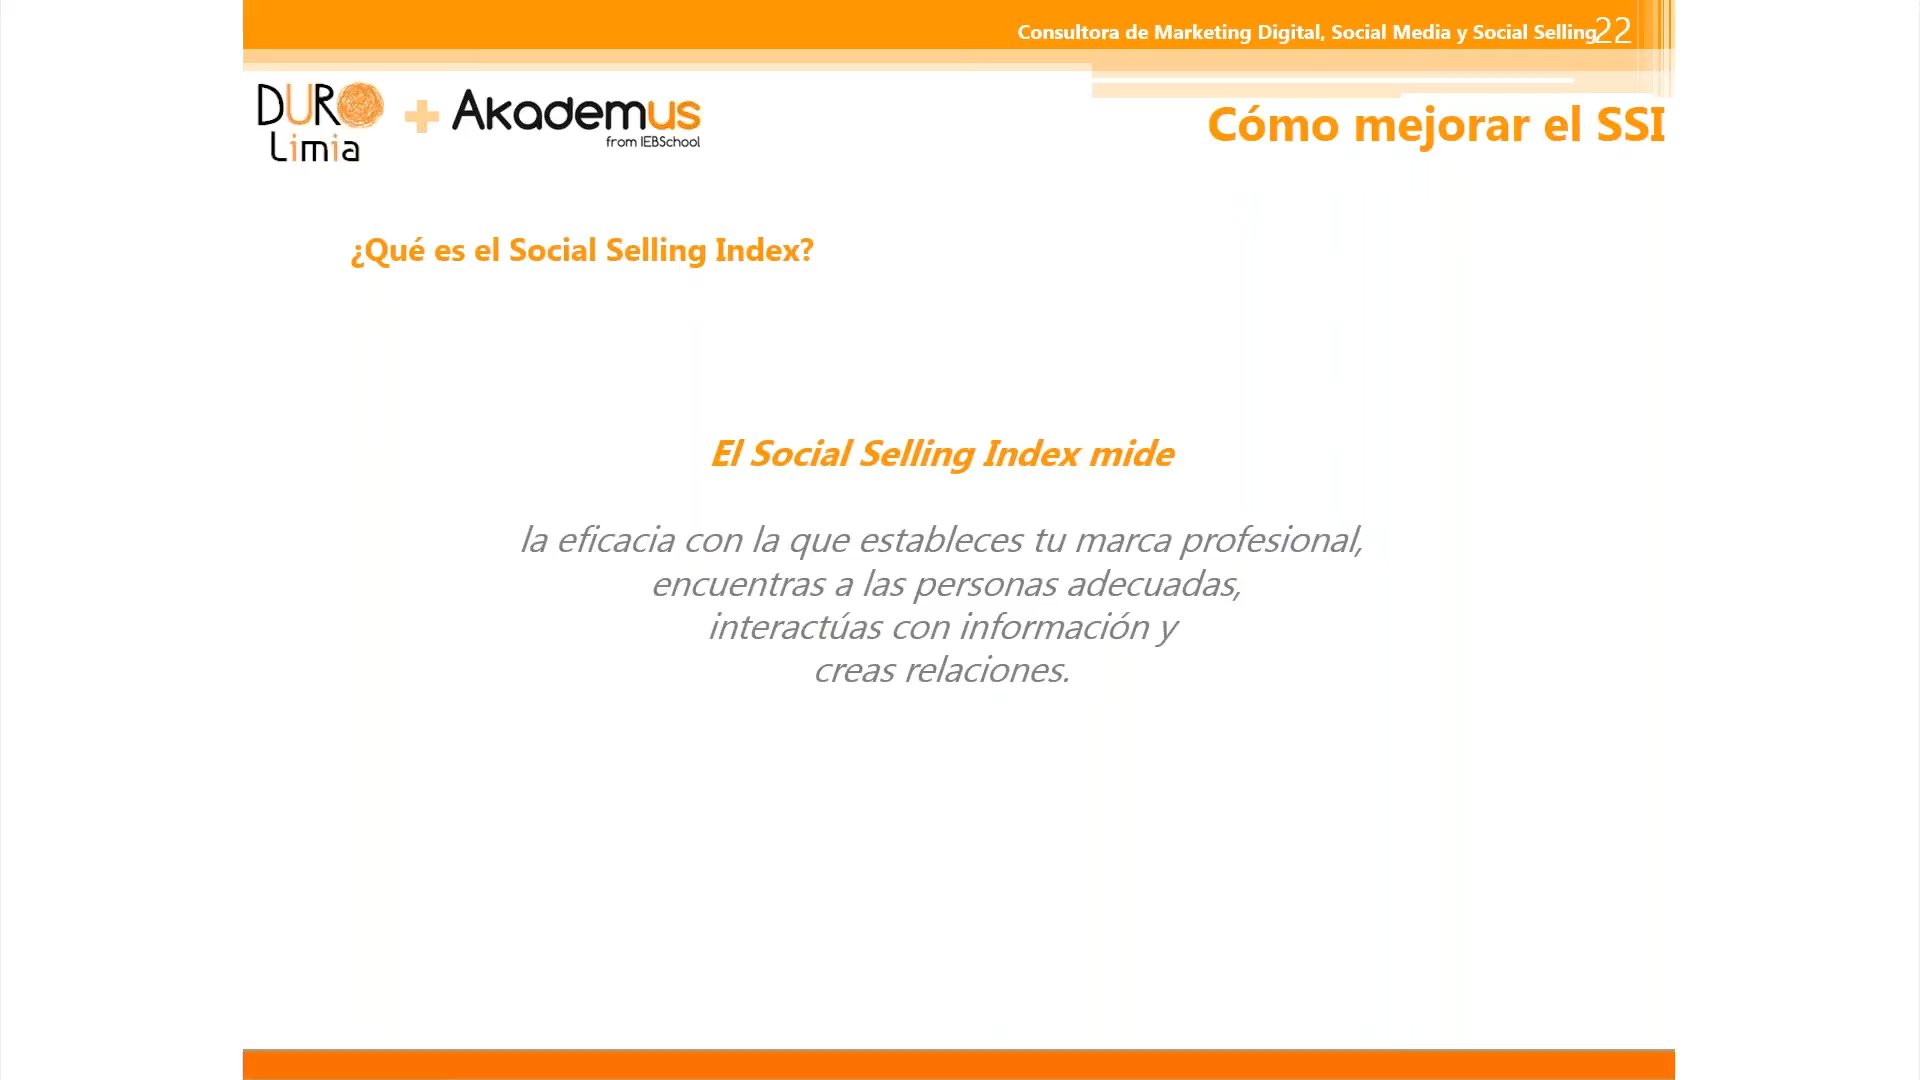 Consultora de Marketing Digital, Social Media y Social Selling 22
DURO
Limia
Akademus
from IEBSchool
Cómo mejorar el SSI
¿Qué es el Social Selling Index?
El Social Selling Index mide
la eficacia con la que estableces tu marca profesional,
encuentras a las personas adecuadas,
interactúas con información y
creas relaciones.